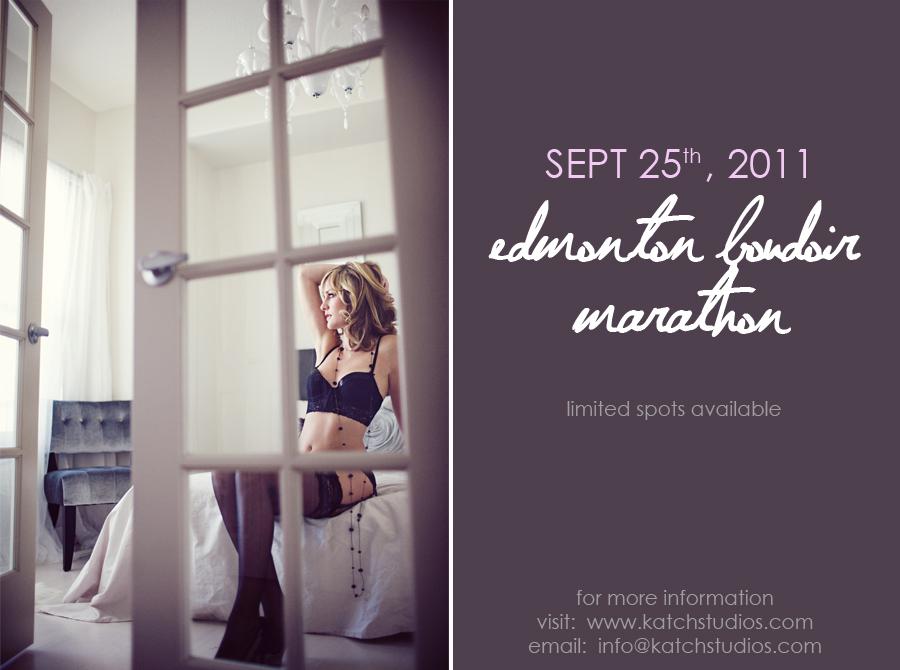 SEPT 25th, 2011
edmonton boudoir
marathon
limited spots available
for more information
visit: www.katchstudios.com
email: info@katchstudios.com